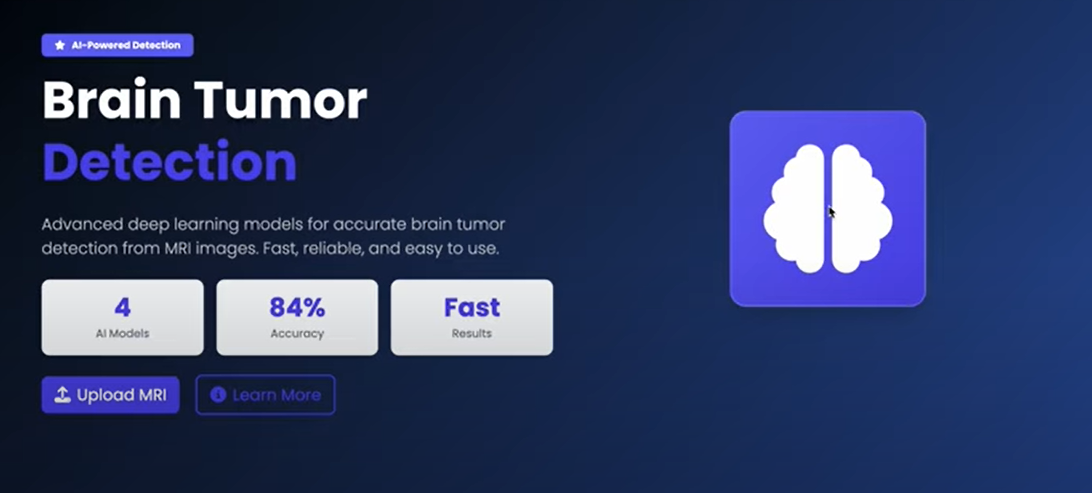 AI-Powered Detection
Brain Tumor
Detection
Advanced deep learning models for accurate brain tumor
detection from MRI images. Fast, reliable, and easy to use.
4
AI Models
84%
Accuracy
Fast
Results
Upload MRI
Learn More